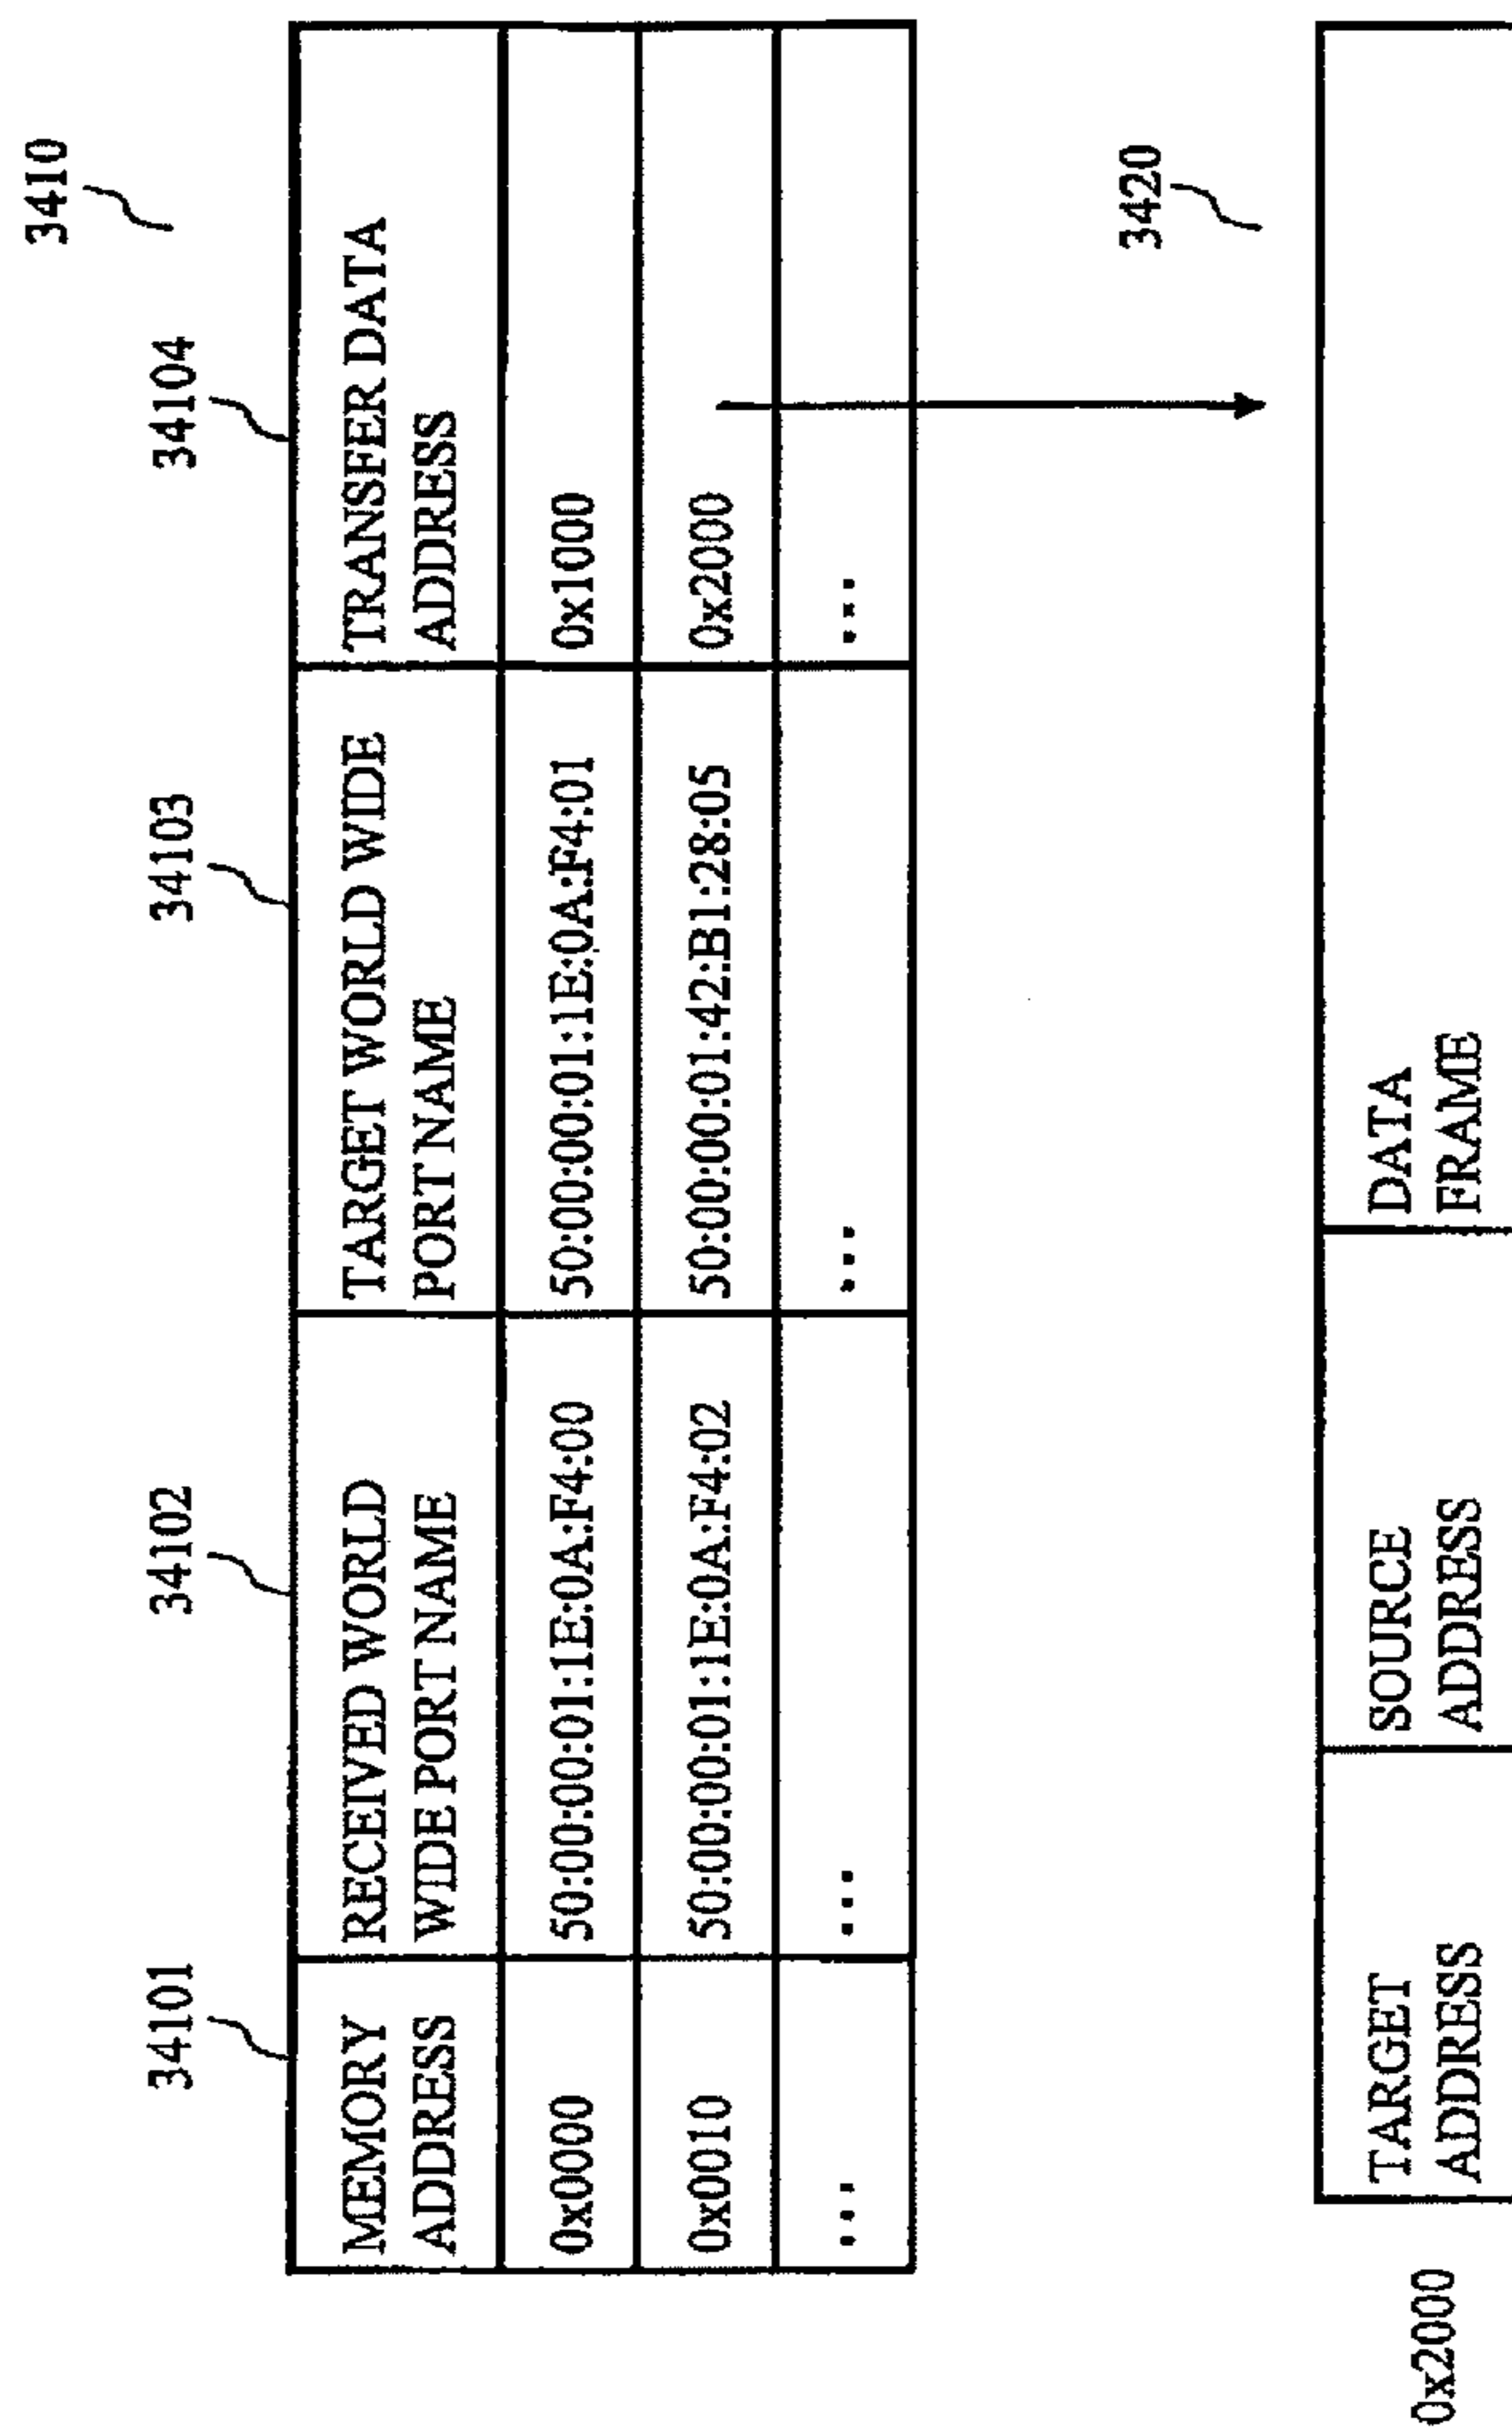 3410
34101
34102
34103
34104
MEMORY
ADDRESS
RECEIVED WORLD
WIDE PORT NAME
TARGET WORLD WIDE
PORT NAME
TRANSFER DATA
ADDRESS
0x0000
50:00:00:01:1E:0A:F4:00
50:00:00:01:1E:0A:F4:01
0x1000
0x0010
50:00:00:01:1E:0A:F4:02
50:00:00:01:42:B1:28:05
0x2000
...
...
...
...
3420
0x2000
TARGET
ADDRESS
SOURCE
ADDRESS
DATA
FRAME